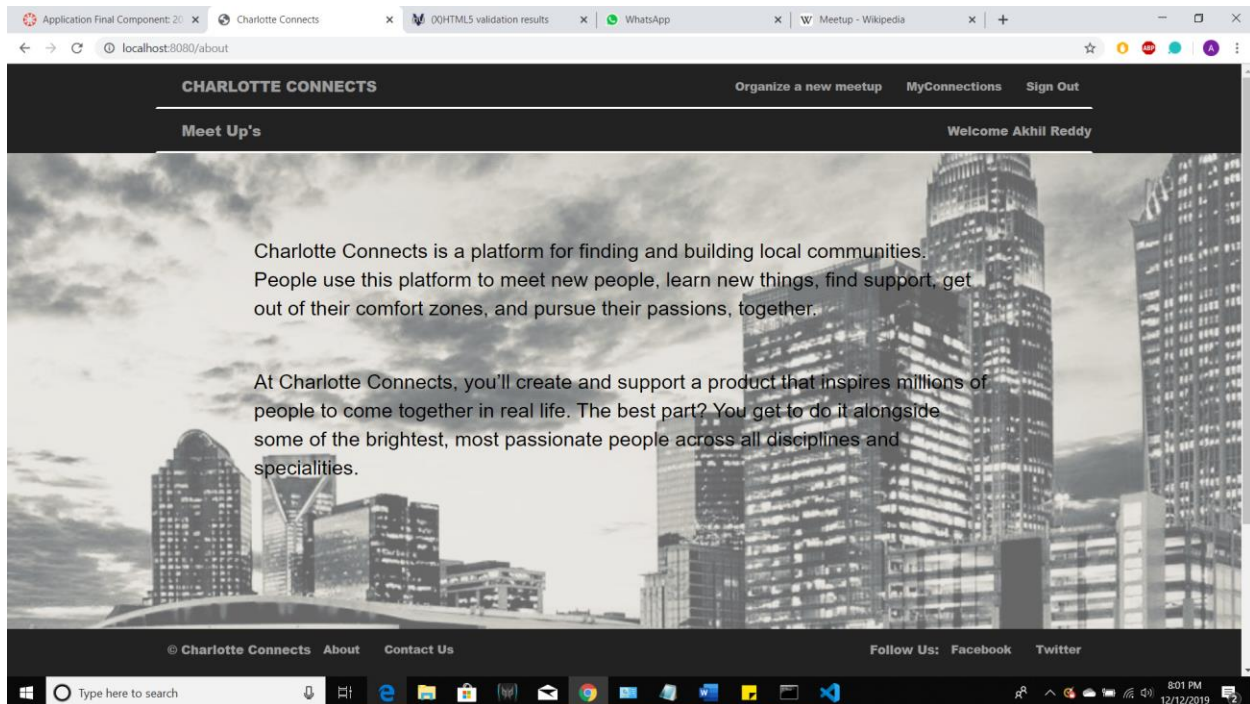 Application Final Component: 20
Charlotte Connects
(X)HTML5 validation results
WhatsApp
Meetup - Wikipedia
localhost:8080/about
ABP
A
CHARLOTTE CONNECTS
Organize a new meetup MyConnections Sign Out
Meet Up's
Welcome Akhil Reddy
Charlotte Connects is a platform for finding and building local communities.
People use this platform to meet new people, learn new things, find support, get
out of their comfort zones, and pursue their passions, together.
At Charlotte Connects, you’ll create and support a product that inspires millions of
people to come together in real life. The best part? You get to do it alongside
some of the brightest, most passionate people across all disciplines and
specialities.
© Charlotte Connects About Contact Us
Follow Us: Facebook Twitter
Type here to search
8:01 PM
12/12/2019
2